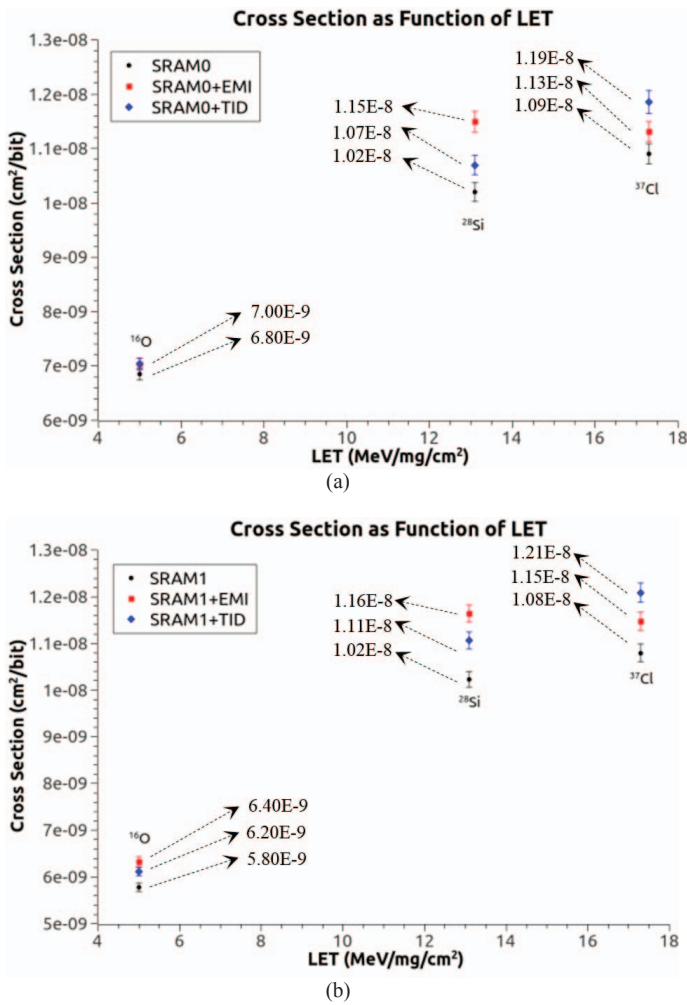 Cross Section as Function of LET
1.3e-08
1.2e-08
1.1e-08
1e-08
9e-09
8e-09
7e-09
6e-09
Cross Section (cm²/bit)
SRAM0
SRAM0+EMI
SRAM0+TID
1.19E-8
1.13E-8
1.09E-8
³⁷Cl
1.15E-8
1.07E-8
1.02E-8
²⁸Si
¹⁶O
7.00E-9
6.80E-9
4 6 8 10 12 14 16 18
LET (MeV/mg/cm²)
(a)
Cross Section as Function of LET
1.3e-08
1.2e-08
1.1e-08
1e-08
9e-09
8e-09
7e-09
6e-09
5e-09
Cross Section (cm²/bit)
SRAM1
SRAM1+EMI
SRAM1+TID
1.21E-8
1.15E-8
1.08E-8
³⁷Cl
1.16E-8
1.11E-8
1.02E-8
²⁸Si
¹⁶O
6.40E-9
6.20E-9
5.80E-9
4 6 8 10 12 14 16 18
LET (MeV/mg/cm²)
(b)